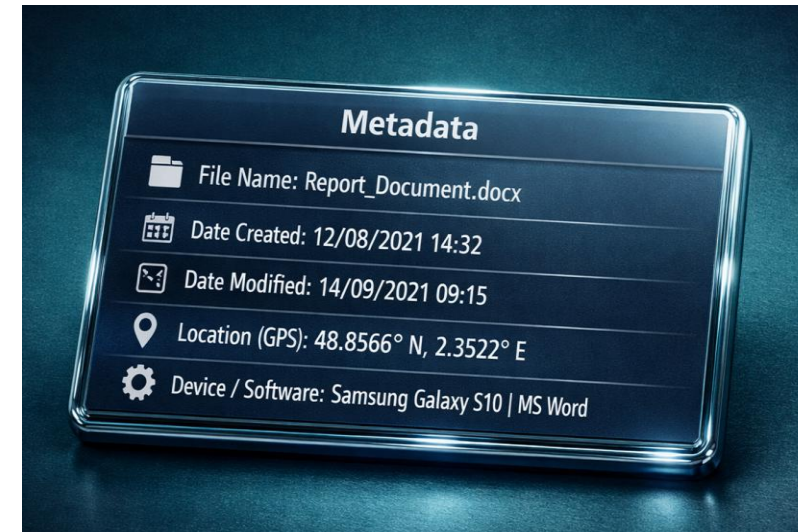 Metadata
File Name: Report_Document.docx
Date Created: 12/08/2021 14:32
Date Modified: 14/09/2021 09:15
Location (GPS): 48.8566° N, 2.3522° E
Device / Software: Samsung Galaxy S10 | MS Word